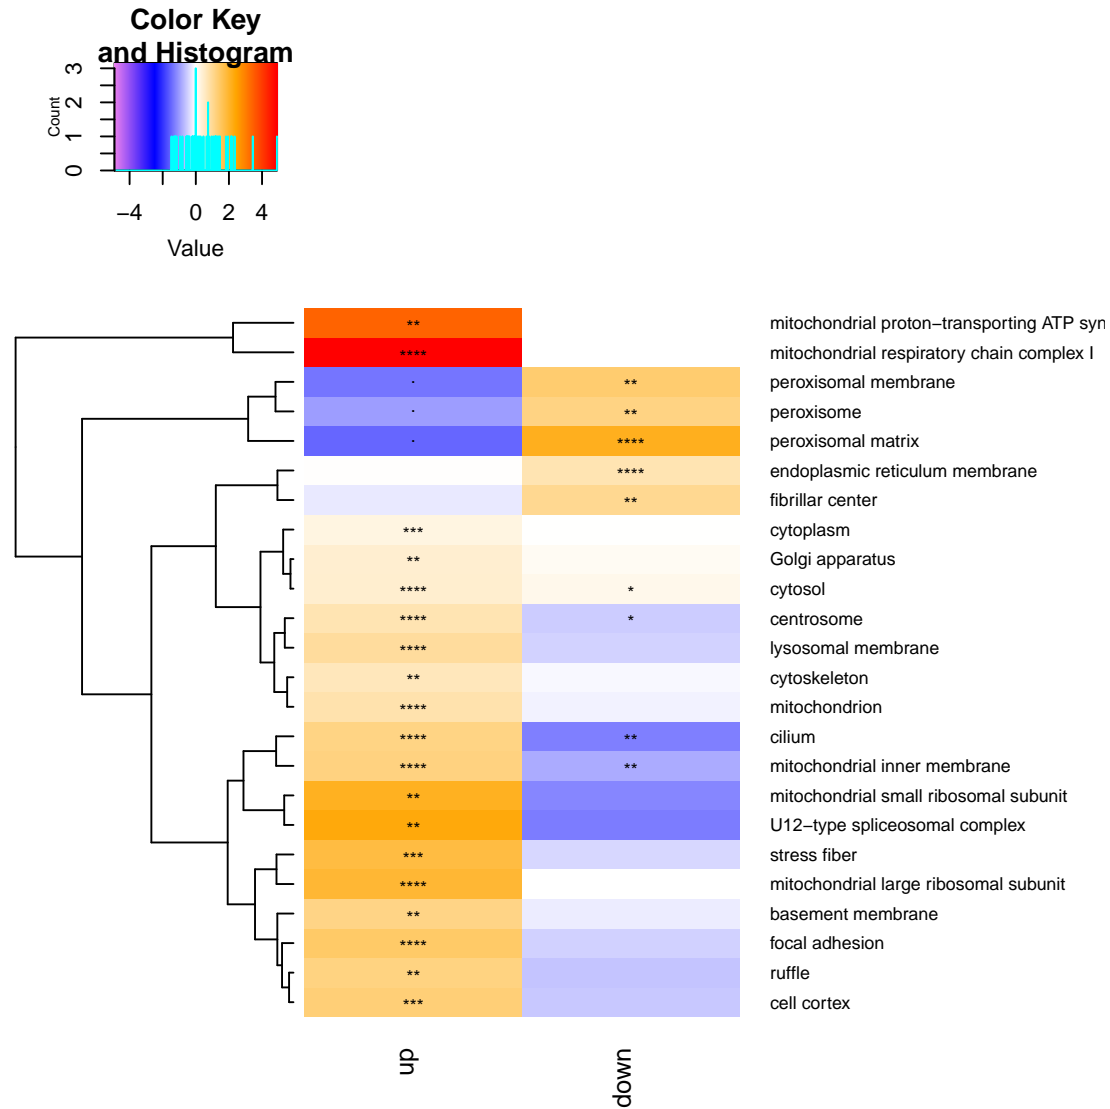 Color Key
and Histogram
Count
0 1 2 3
−4 0 2 4
Value
** mitochondrial proton−transporting ATP syn
**** mitochondrial respiratory chain complex I
. ** peroxisomal membrane
. ** peroxisome
. **** peroxisomal matrix
**** endoplasmic reticulum membrane
** fibrillar center
*** cytoplasm
** Golgi apparatus
**** * cytosol
**** * centrosome
**** lysosomal membrane
** cytoskeleton
**** mitochondrion
**** ** cilium
**** ** mitochondrial inner membrane
** mitochondrial small ribosomal subunit
** U12−type spliceosomal complex
*** stress fiber
**** mitochondrial large ribosomal subunit
** basement membrane
**** focal adhesion
** ruffle
*** cell cortex
up down